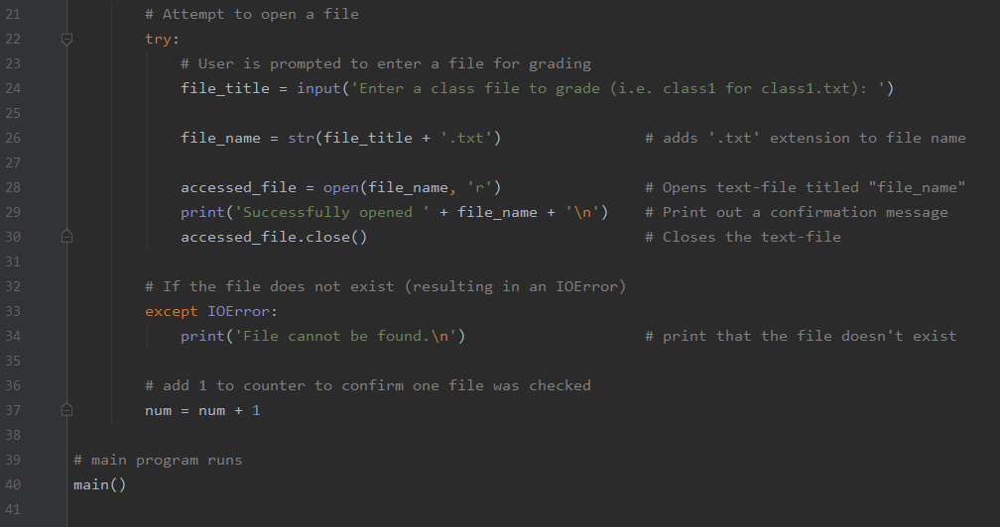 21 # Attempt to open a file
22 try:
23 # User is prompted to enter a file for grading
24 file_title = input('Enter a class file to grade (i.e. class1 for class1.txt): ')
25
26 file_name = str(file_title + '.txt') # adds '.txt' extension to file name
27
28 accessed_file = open(file_name, 'r') # Opens text-file titled "file_name"
29 print('Successfully opened ' + file_name + '\n') # Print out a confirmation message
30 accessed_file.close() # Closes the text-file
31
32 # If the file does not exist (resulting in an IOError)
33 except IOError:
34 print('File cannot be found.\n') # print that the file doesn't exist
35
36 # add 1 to counter to confirm one file was checked
37 num = num + 1
38
39 # main program runs
40 main()
41